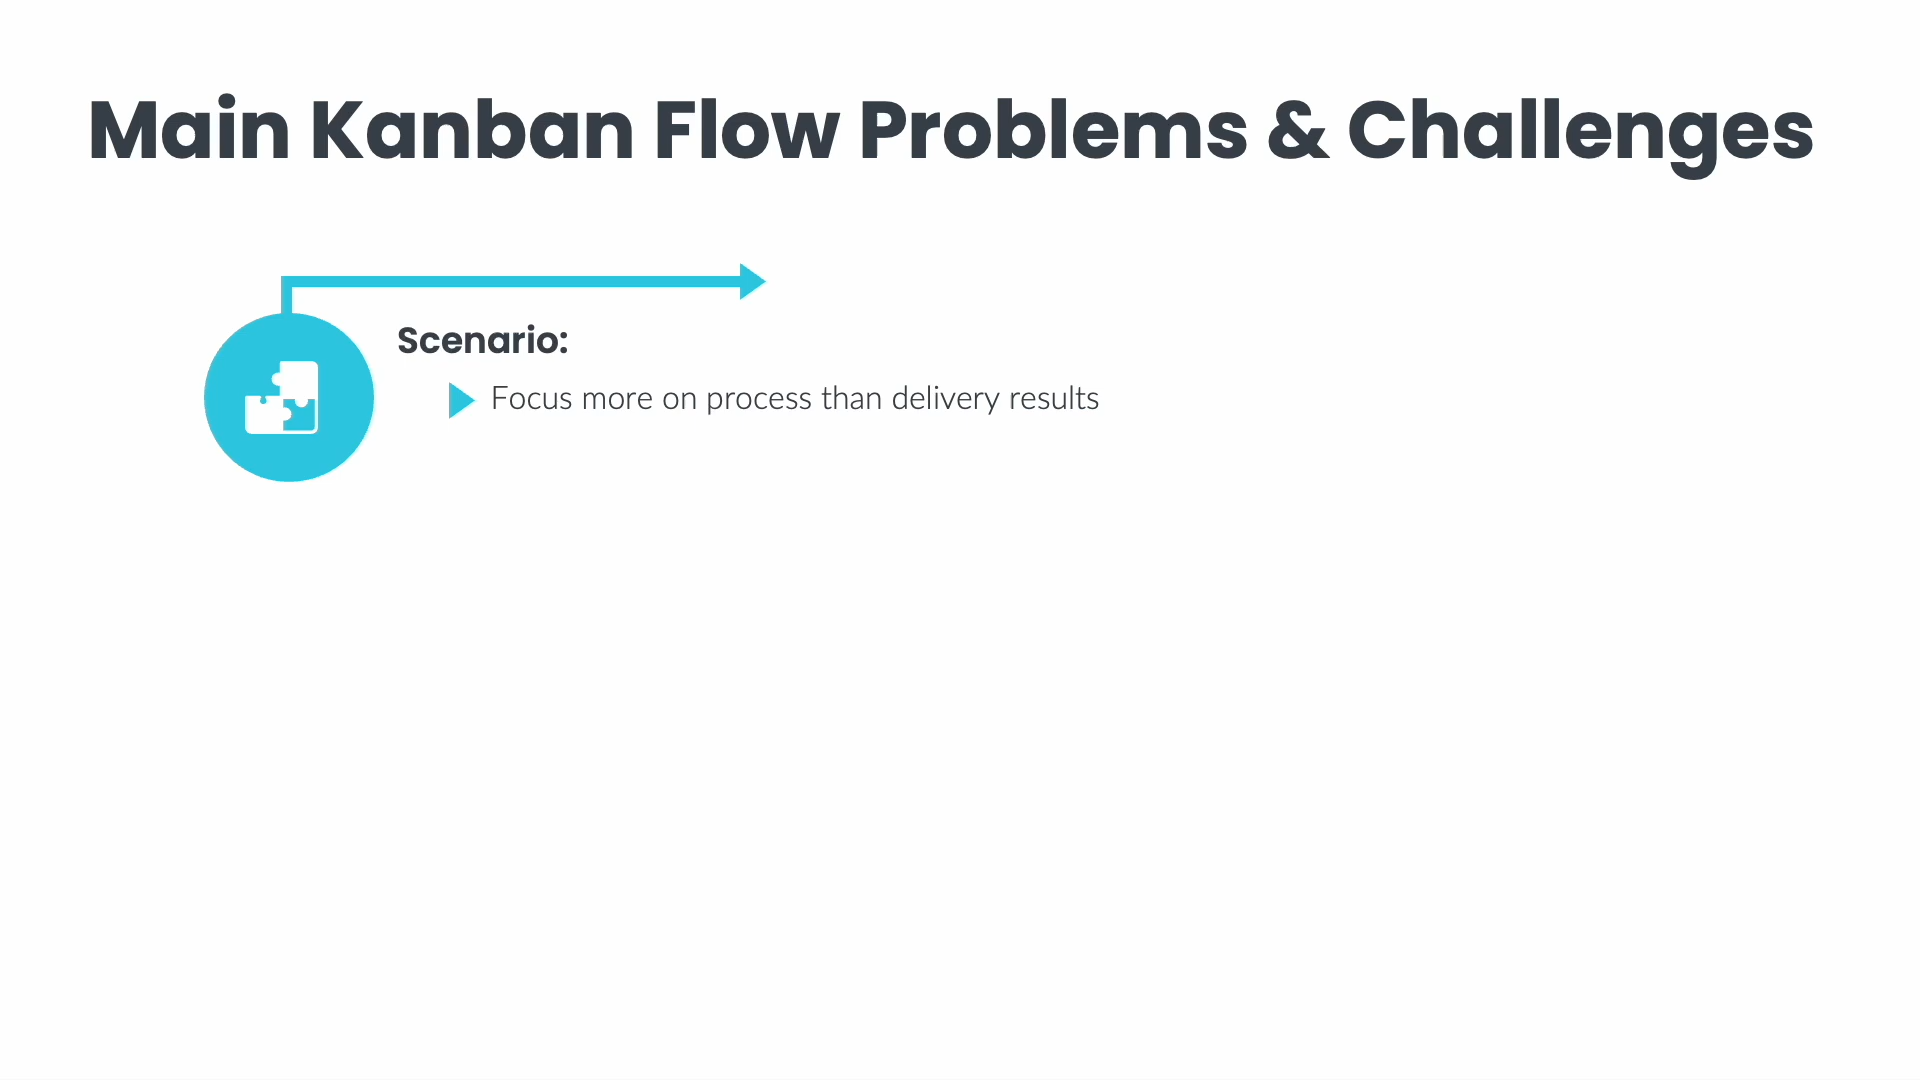 Main Kanban Flow Problems & Challenges
Scenario:
Focus more on process than delivery results